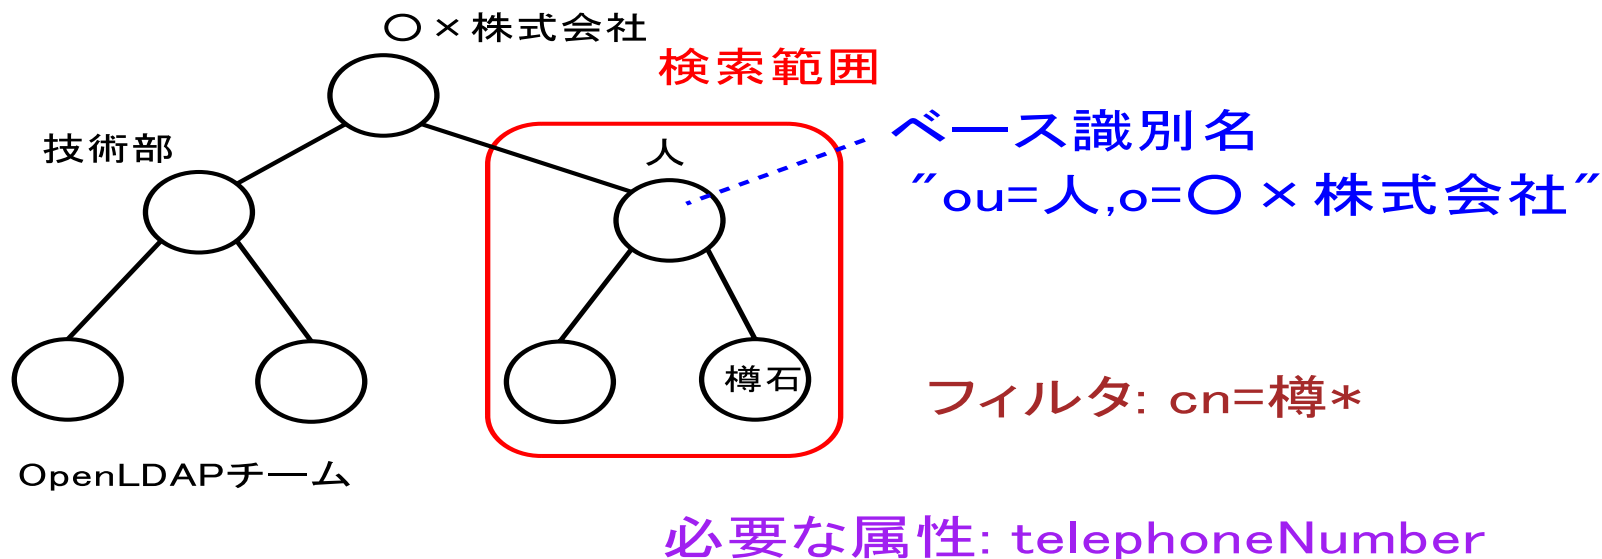 〇×株式会社
検索範囲
ベース識別名
技術部
人
"ou=人,o=〇×株式会社"
樽石
フィルタ: cn=樽*
OpenLDAPチーム
必要な属性: telephoneNumber